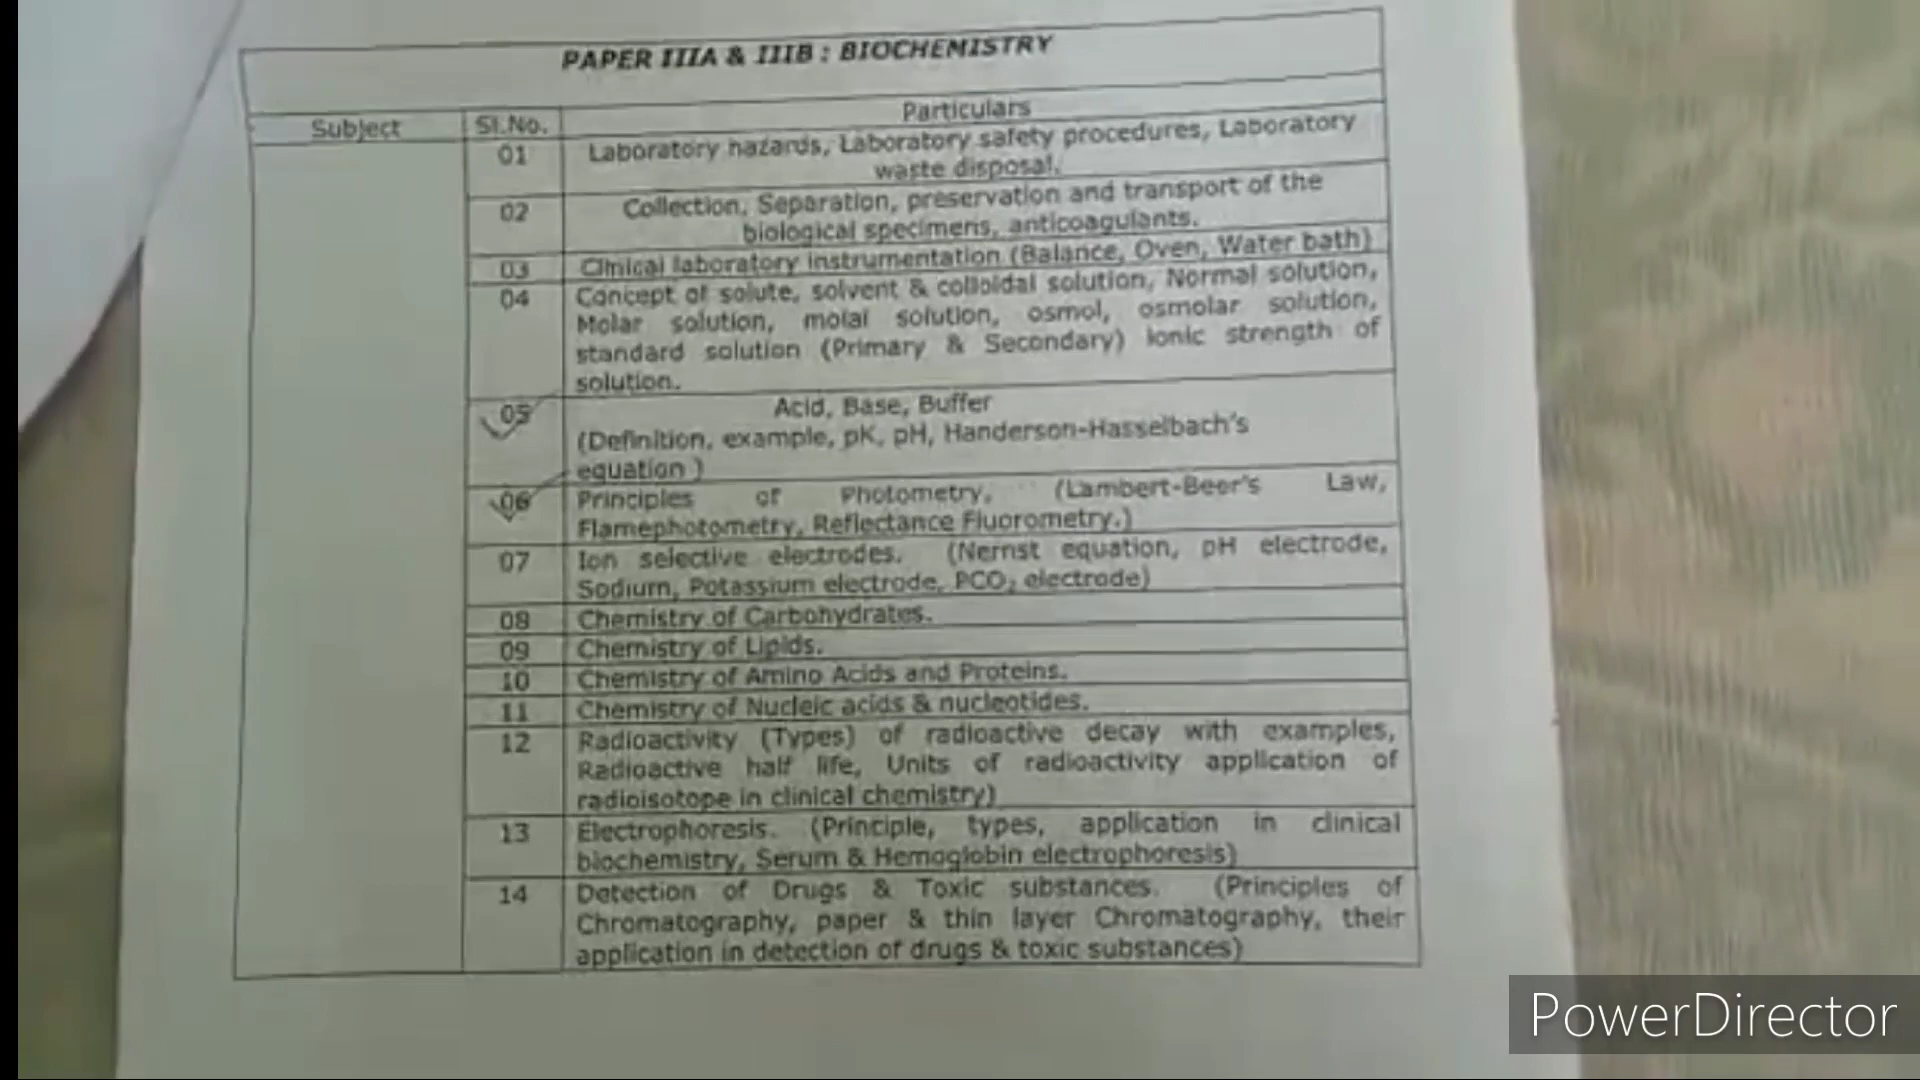 PAPER IIIA & IIIB : BIOCHEMISTRY
Subject Sl.No. Particulars
01 Laboratory hazards, Laboratory safety procedures, Laboratory
waste disposal.
02 Collection, Separation, preservation and transport of the
biological specimens, anticoagulants.
03 Clinical laboratory instrumentation (Balance, Oven, Water bath)
04 Concept of solute, solvent & colloidal solution, Normal solution,
Molar solution, molal solution, osmol, osmolar solution,
standard solution (Primary & Secondary) ionic strength of
solution.
05 Acid, Base, Buffer
(Definition, example, pK, pH, Handerson-Hasselbach's
equation )
06 Principles of Photometry. (Lambert-Beer's Law,
Flamephotometry, Reflectance Fluorometry.)
07 Ion selective electrodes. (Nernst equation, pH electrode,
Sodium, Potassium electrode, PCO₂ electrode)
08 Chemistry of Carbohydrates.
09 Chemistry of Lipids.
10 Chemistry of Amino Acids and Proteins.
11 Chemistry of Nucleic acids & nucleotides.
12 Radioactivity (Types) of radioactive decay with examples,
Radioactive half life, Units of radioactivity application of
radioisotope in clinical chemistry)
13 Electrophoresis. (Principle, types, application in clinical
biochemistry, Serum & Hemoglobin electrophoresis)
14 Detection of Drugs & Toxic substances. (Principles of
Chromatography, paper & thin layer Chromatography, their
application in detection of drugs & toxic substances)
PowerDirector